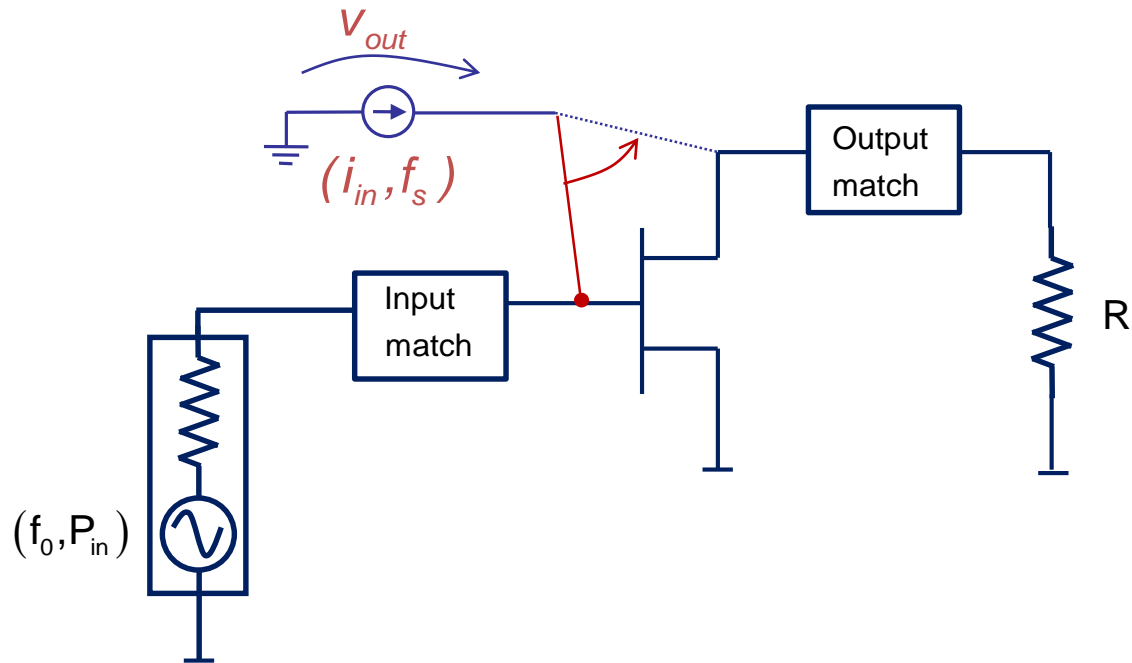 v_out
(i_in, f_s)
Output
match
Input
match
R
(f_0, P_in)